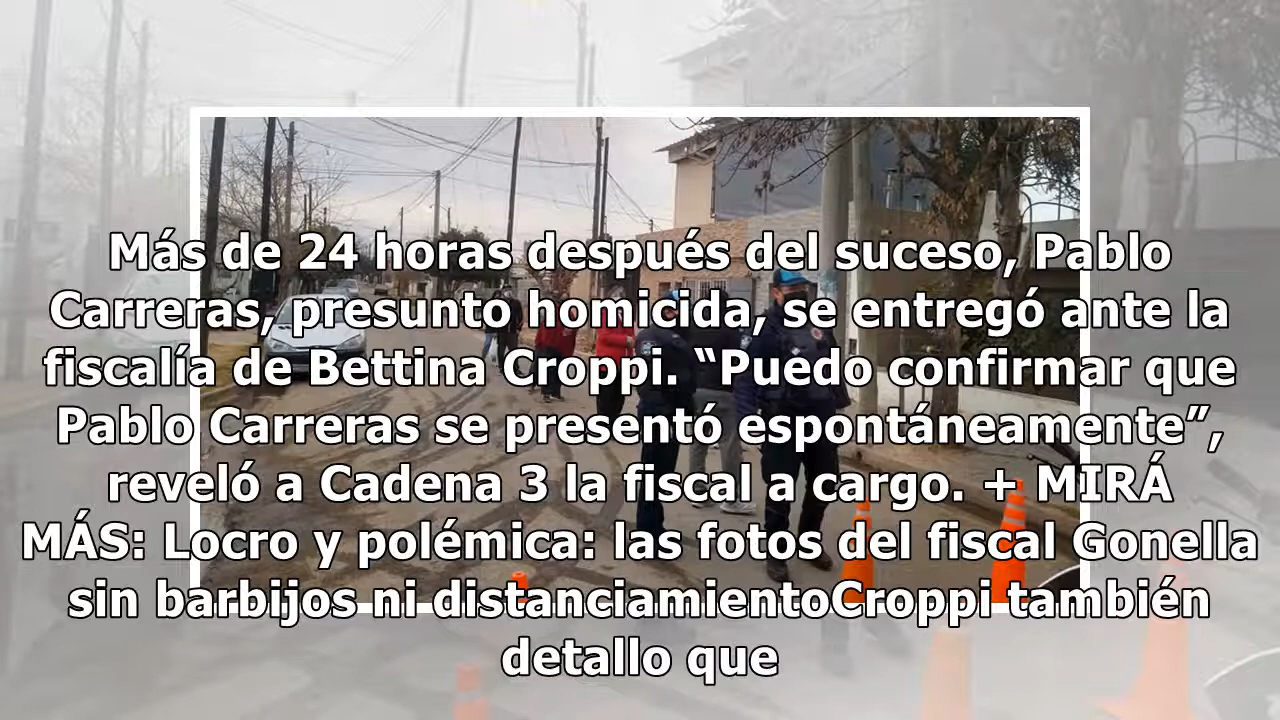 Más de 24 horas después del suceso, Pablo
Carreras, presunto homicida, se entregó ante la
fiscalía de Bettina Croppi. “Puedo confirmar que
Pablo Carreras se presentó espontáneamente”,
reveló a Cadena 3 la fiscal a cargo. + MIRÁ
MÁS: Locro y polémica: las fotos del fiscal Gonella
sin barbijos ni distanciamientoCroppi también
detallo que